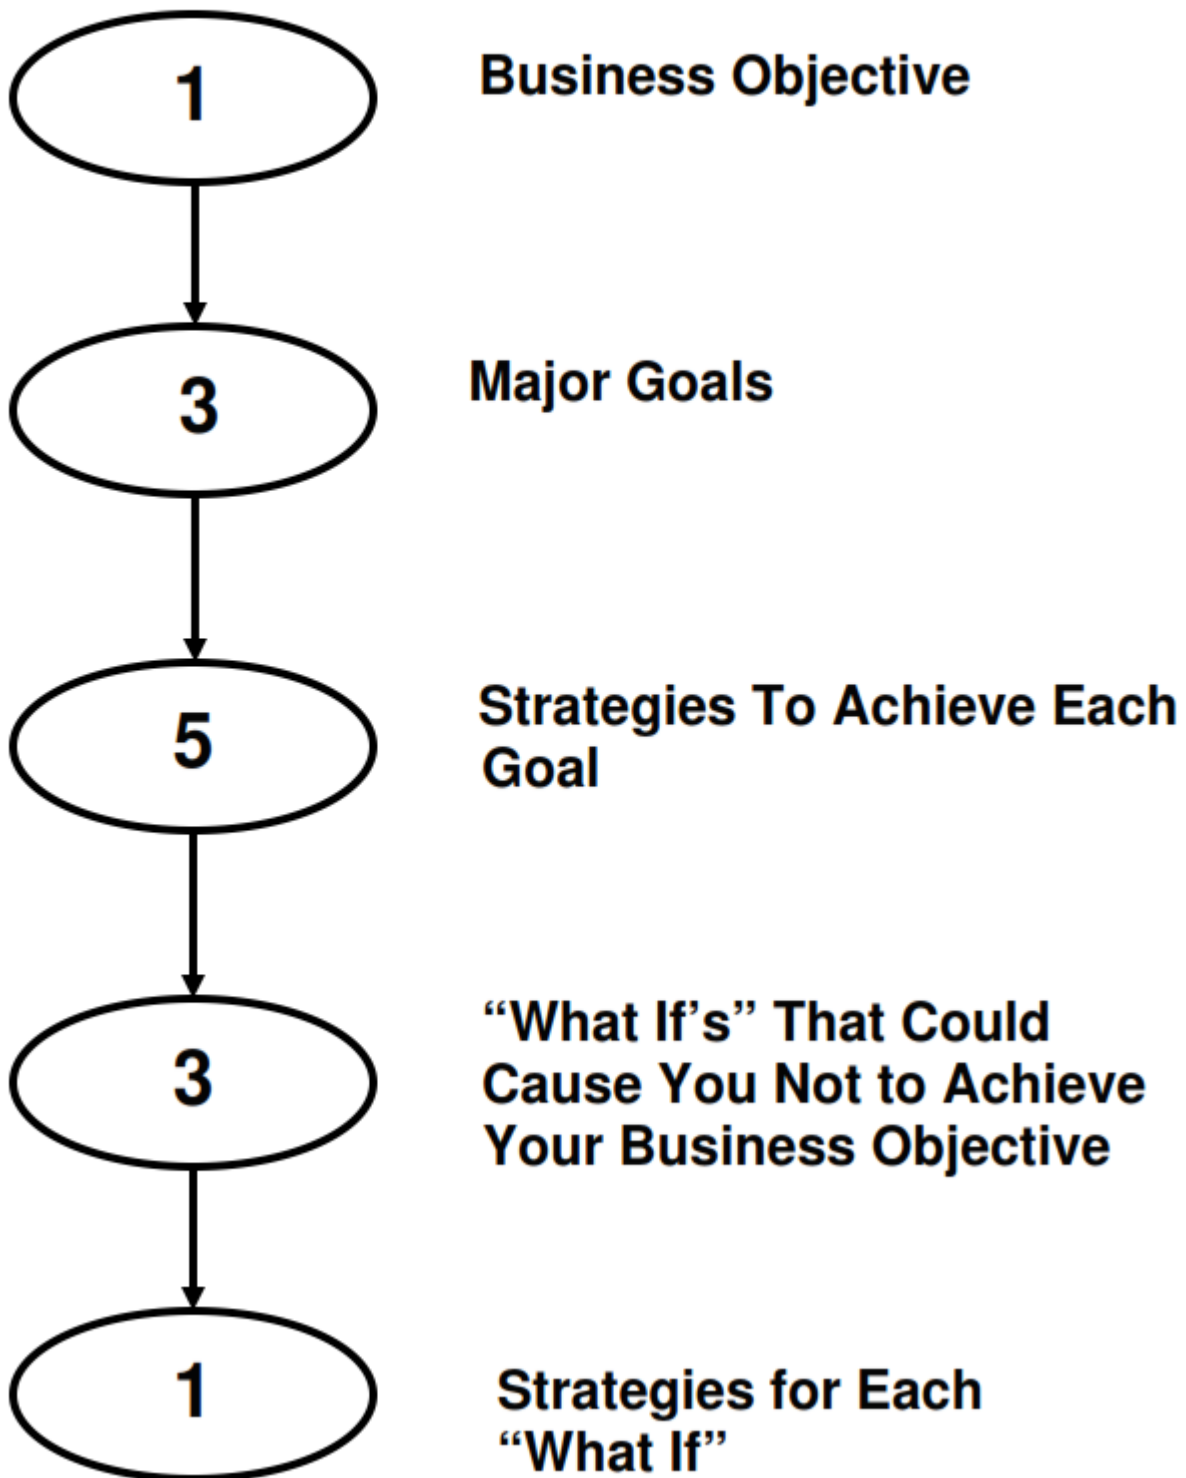 1
Business Objective
3
Major Goals
5
Strategies To Achieve Each
Goal
3
“What If’s” That Could
Cause You Not to Achieve
Your Business Objective
1
Strategies for Each
“What If”